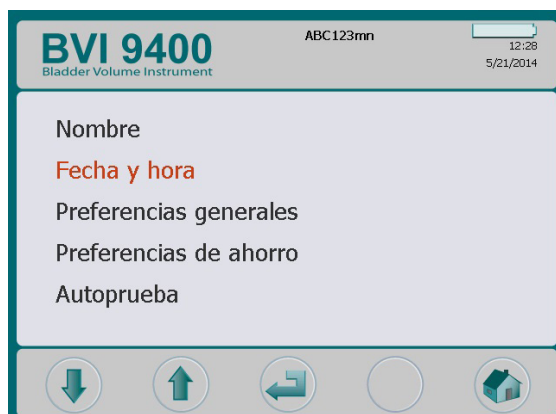 BVI 9400
Bladder Volume Instrument
ABC123mn
12:28
5/21/2014
Nombre
Fecha y hora
Preferencias generales
Preferencias de ahorro
Autoprueba